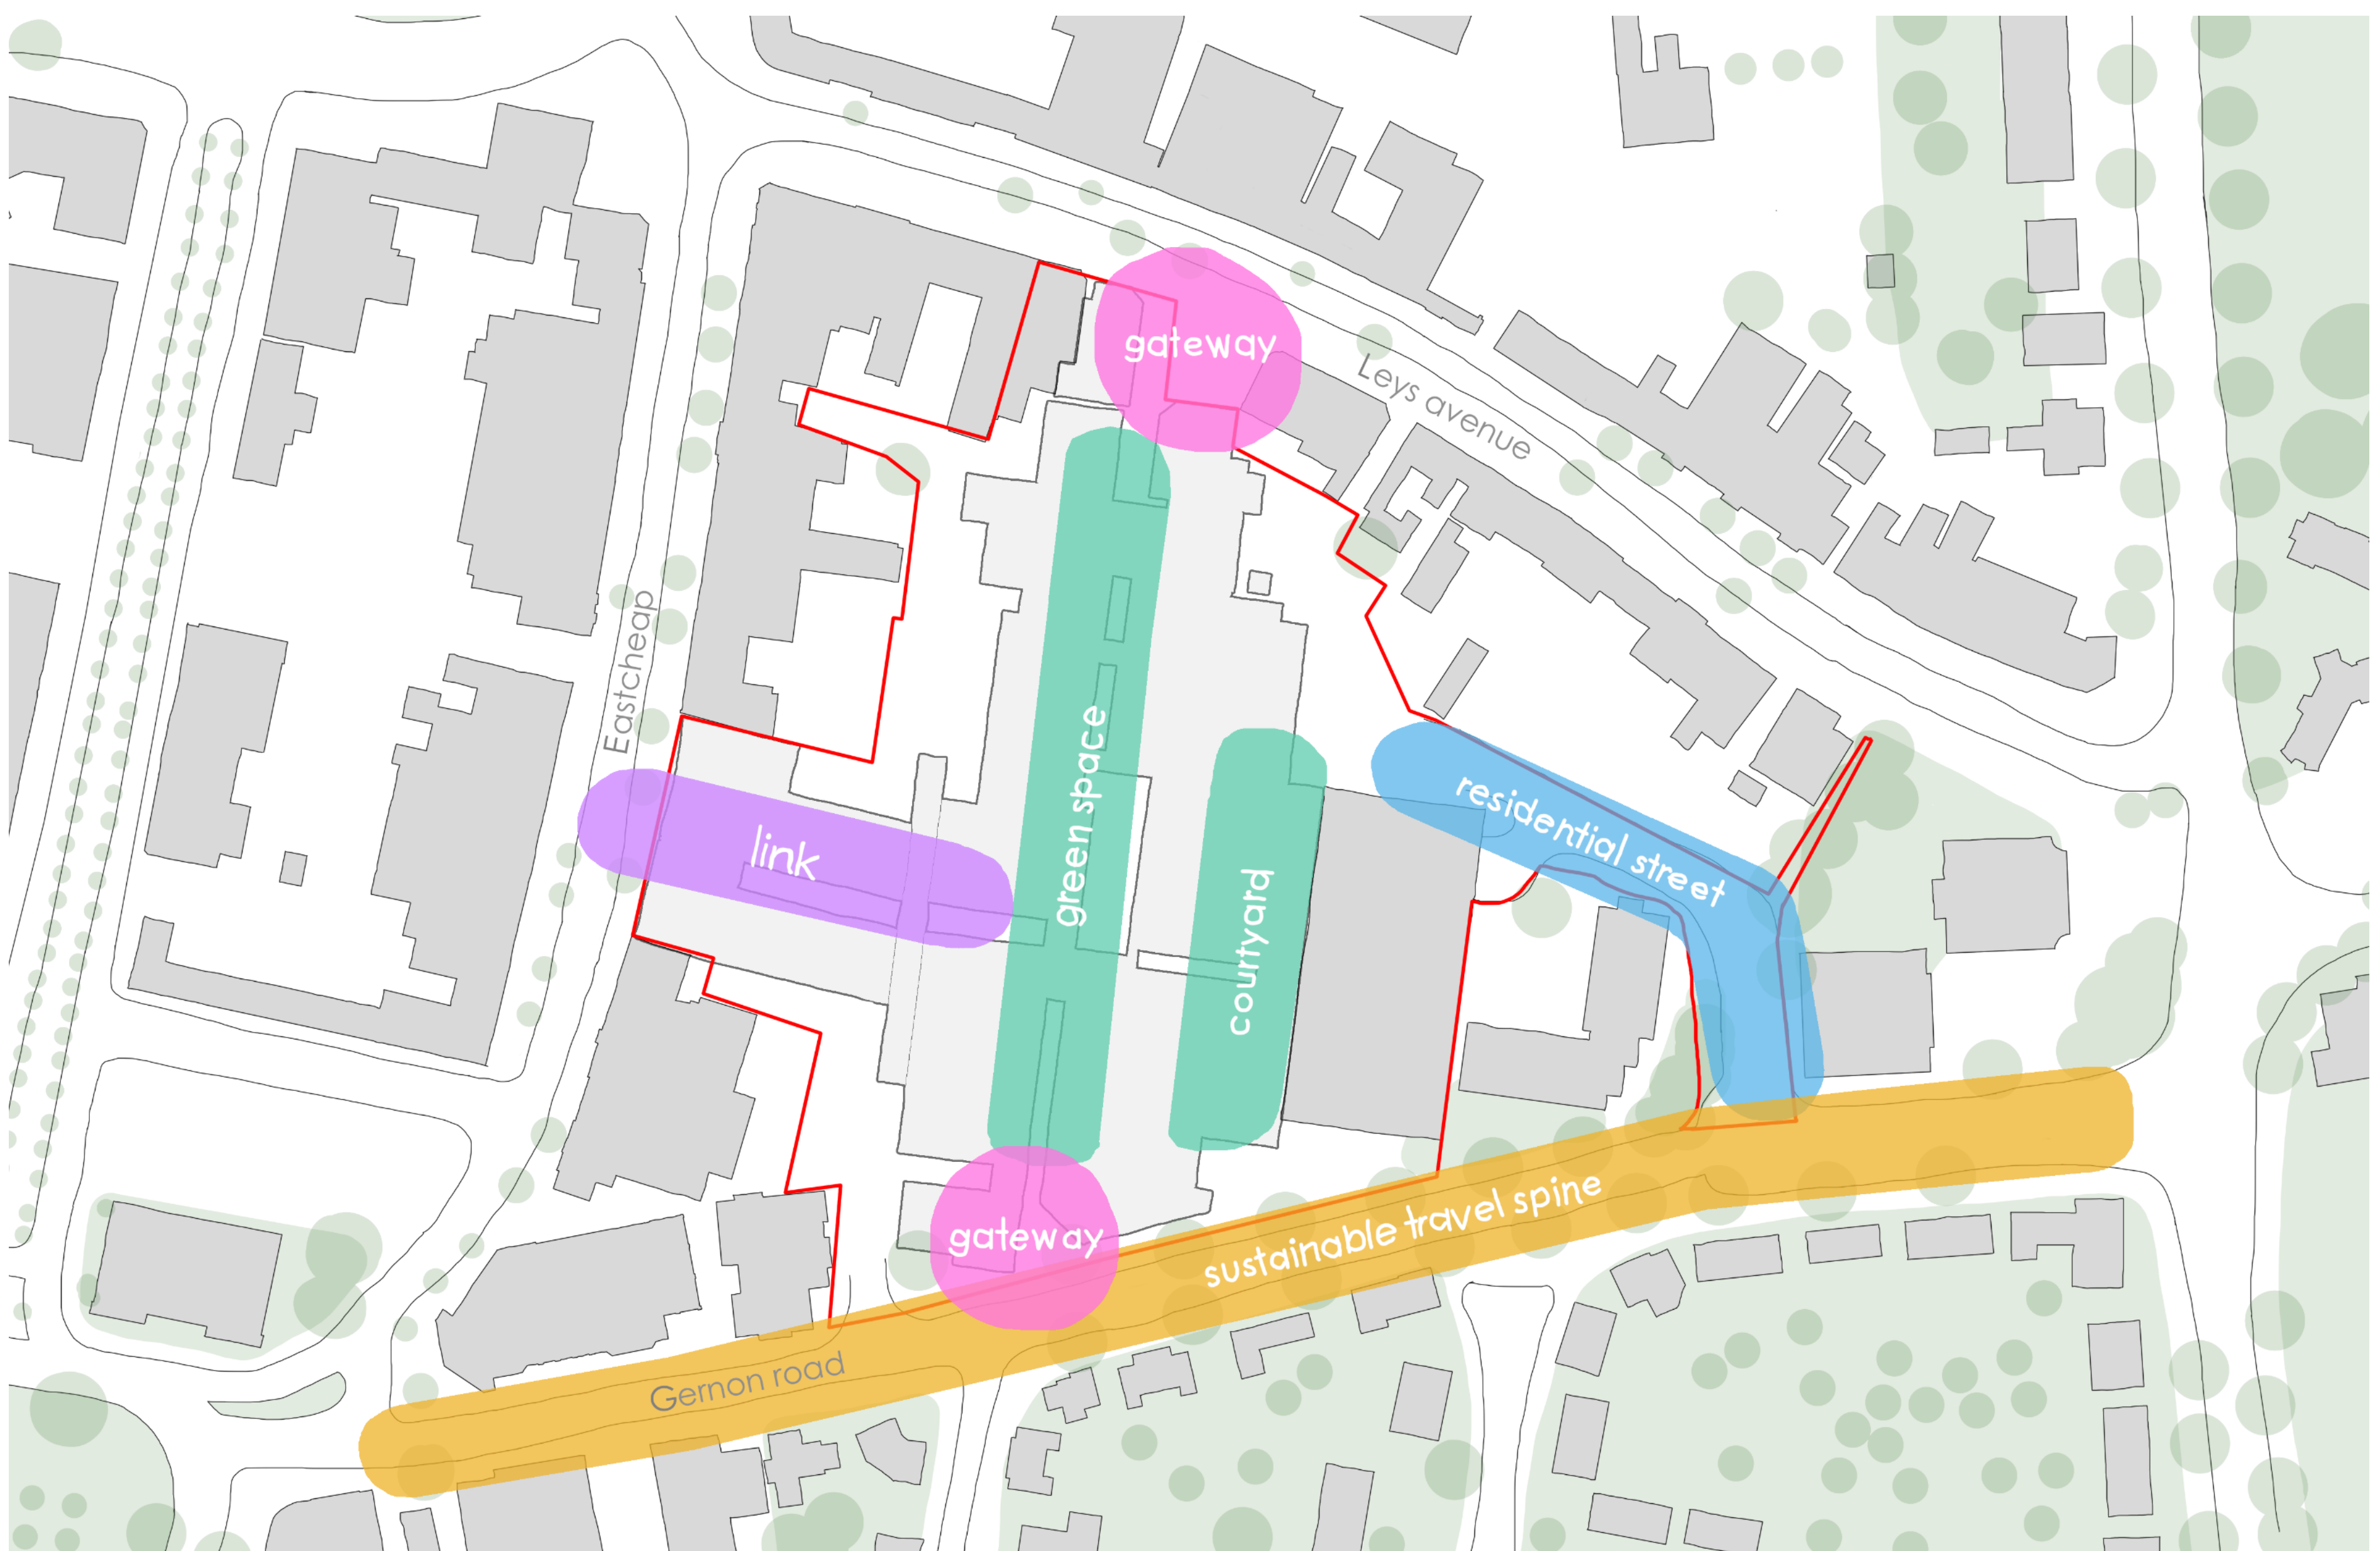 gateway
Leys avenue
Eastcheap
green space
link
residential street
courtyard
gateway
sustainable travel spine
Gernon road